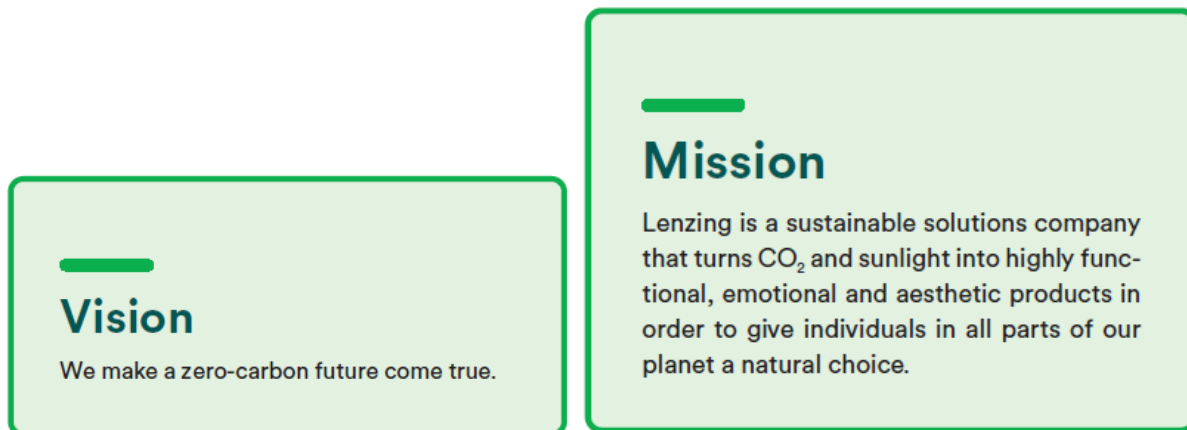 Vision
We make a zero-carbon future come true.
Mission
Lenzing is a sustainable solutions company
that turns CO₂ and sunlight into highly func-
tional, emotional and aesthetic products in
order to give individuals in all parts of our
planet a natural choice.